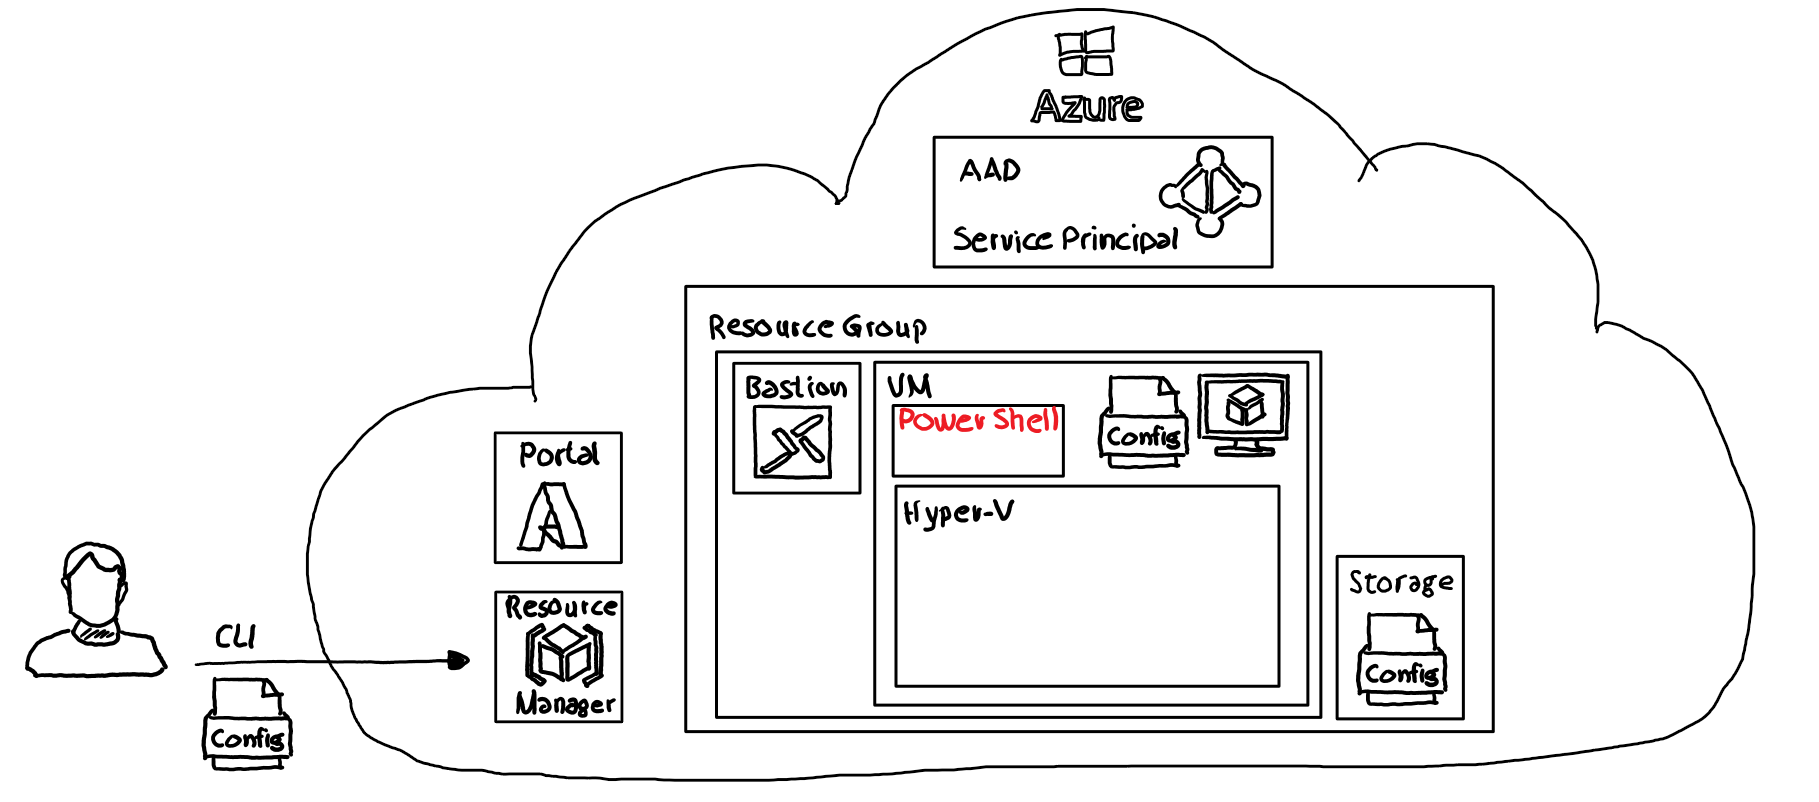 Azure
AAD
Service Principal
Resource Group
Bastion
VM
Power Shell
Config
Hyper-V
Portal
Resource
Manager
Storage
Config
CLI
Config